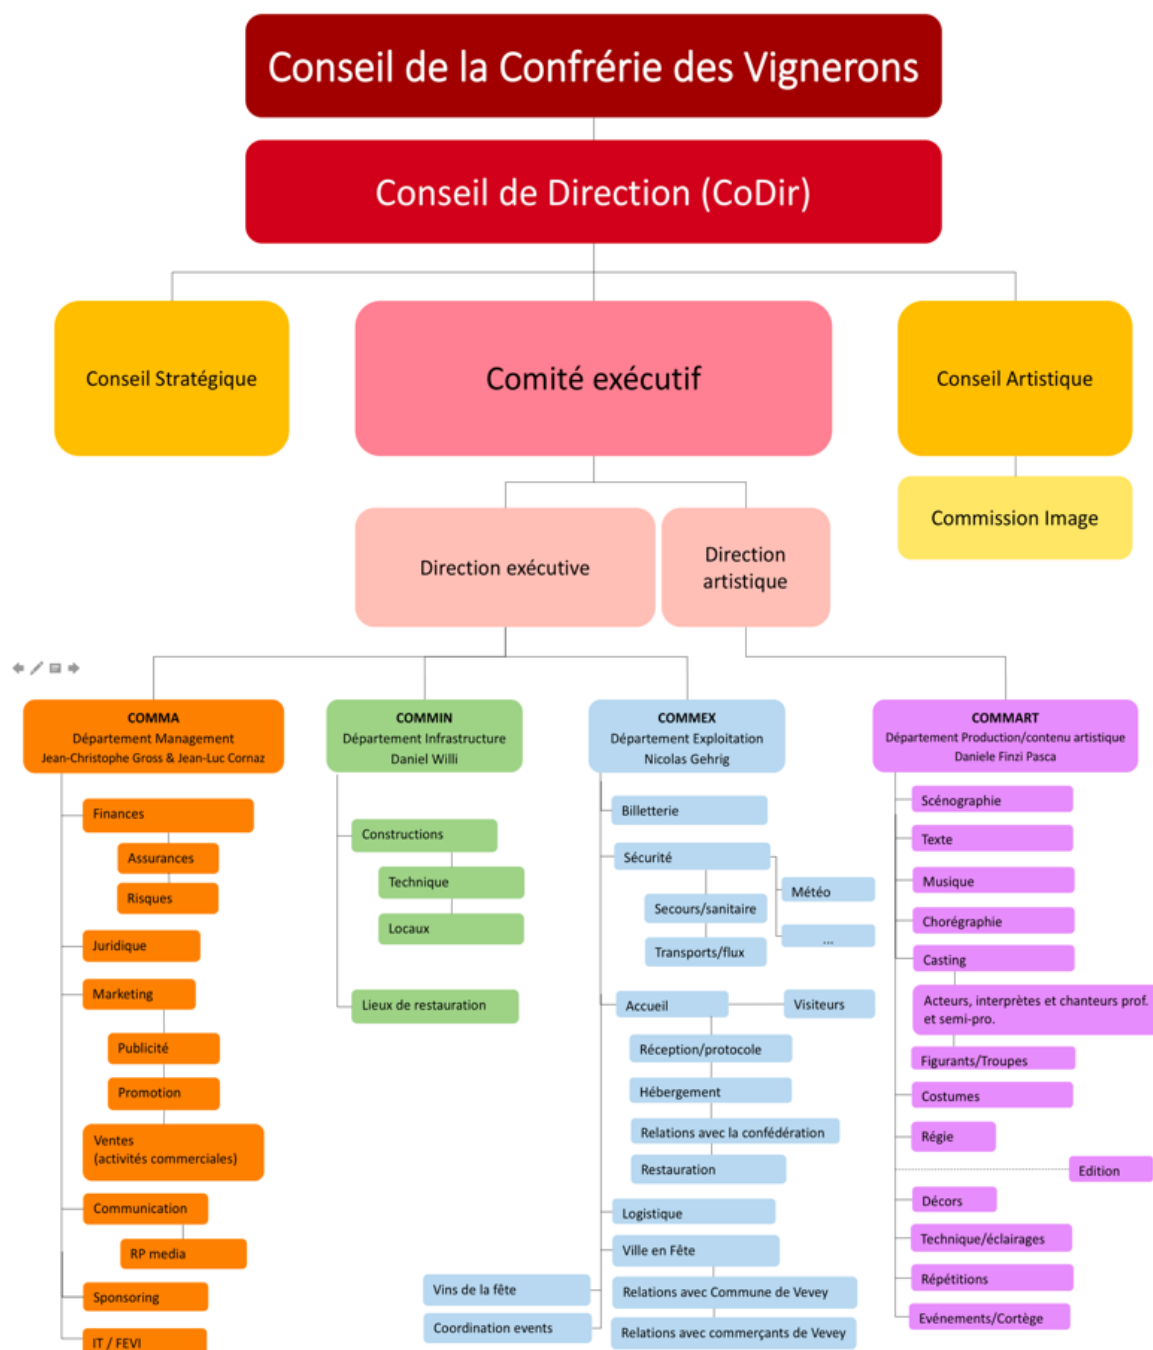 Conseil de la Confrérie des Vignerons
Conseil de Direction (CoDir)
Conseil Stratégique
Comité exécutif
Conseil Artistique
Commission Image
Direction exécutive
Direction
artistique
COMMA
Département Management
Jean-Christophe Gross & Jean-Luc Cornaz
Finances
Assurances
Risques
Juridique
Marketing
Publicité
Promotion
Ventes
(activités commerciales)
Communication
RP media
Sponsoring
IT / FEVI
COMMIN
Département Infrastructure
Daniel Willi
Constructions
Technique
Locaux
Lieux de restauration
COMMEX
Département Exploitation
Nicolas Gehrig
Billetterie
Sécurité
Météo
Secours/sanitaire
...
Transports/flux
Accueil
Visiteurs
Réception/protocole
Hébergement
Relations avec la confédération
Restauration
Logistique
Ville en Fête
Vins de la fête
Relations avec Commune de Vevey
Coordination events
Relations avec commerçants de Vevey
COMMART
Département Production/contenu artistique
Daniele Finzi Pasca
Scénographie
Texte
Musique
Chorégraphie
Casting
Acteurs, interprètes et chanteurs prof.
et semi-pro.
Figurants/Troupes
Costumes
Régie
Edition
Décors
Technique/éclairages
Répétitions
Evénements/Cortège